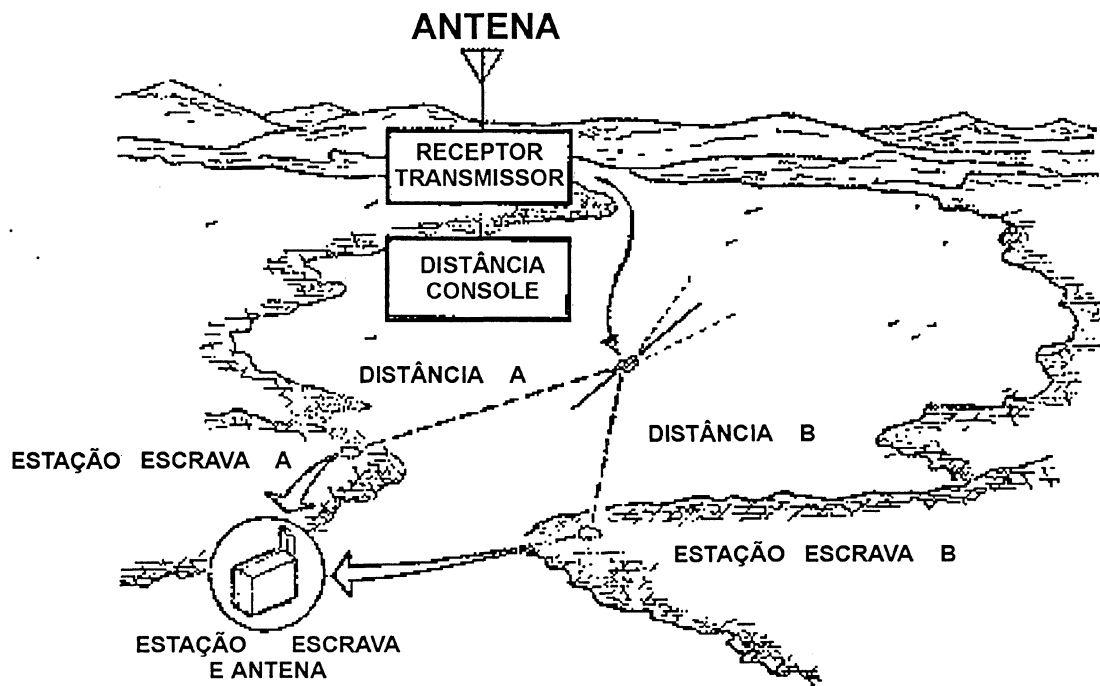 ANTENA
RECEPTOR
TRANSMISSOR
DISTÂNCIA
CONSOLE
DISTÂNCIA A
DISTÂNCIA B
ESTAÇÃO ESCRAVA A
ESTAÇÃO ESCRAVA B
ESTAÇÃO ESCRAVA
E ANTENA